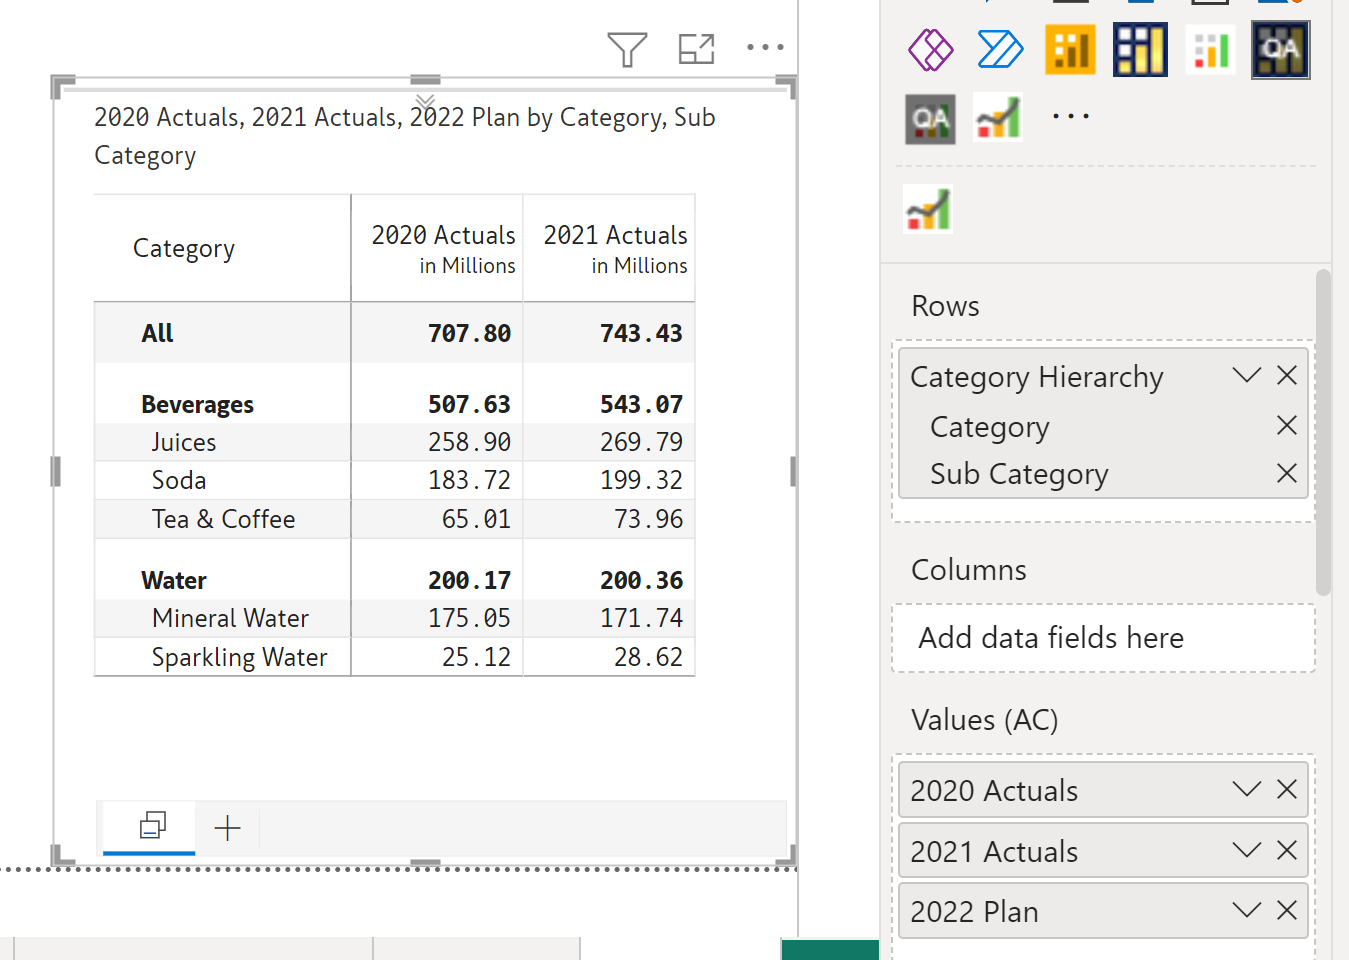 QA
QA
2020 Actuals, 2021 Actuals, 2022 Plan by Category, Sub
Category
Category 2020 Actuals in Millions 2021 Actuals in Millions
All 707.80 743.43
Beverages 507.63 543.07
Juices 258.90 269.79
Soda 183.72 199.32
Tea & Coffee 65.01 73.96
Water 200.17 200.36
Mineral Water 175.05 171.74
Sparkling Water 25.12 28.62
Rows
Category Hierarchy
Category
Sub Category
Columns
Add data fields here
Values (AC)
2020 Actuals
2021 Actuals
2022 Plan